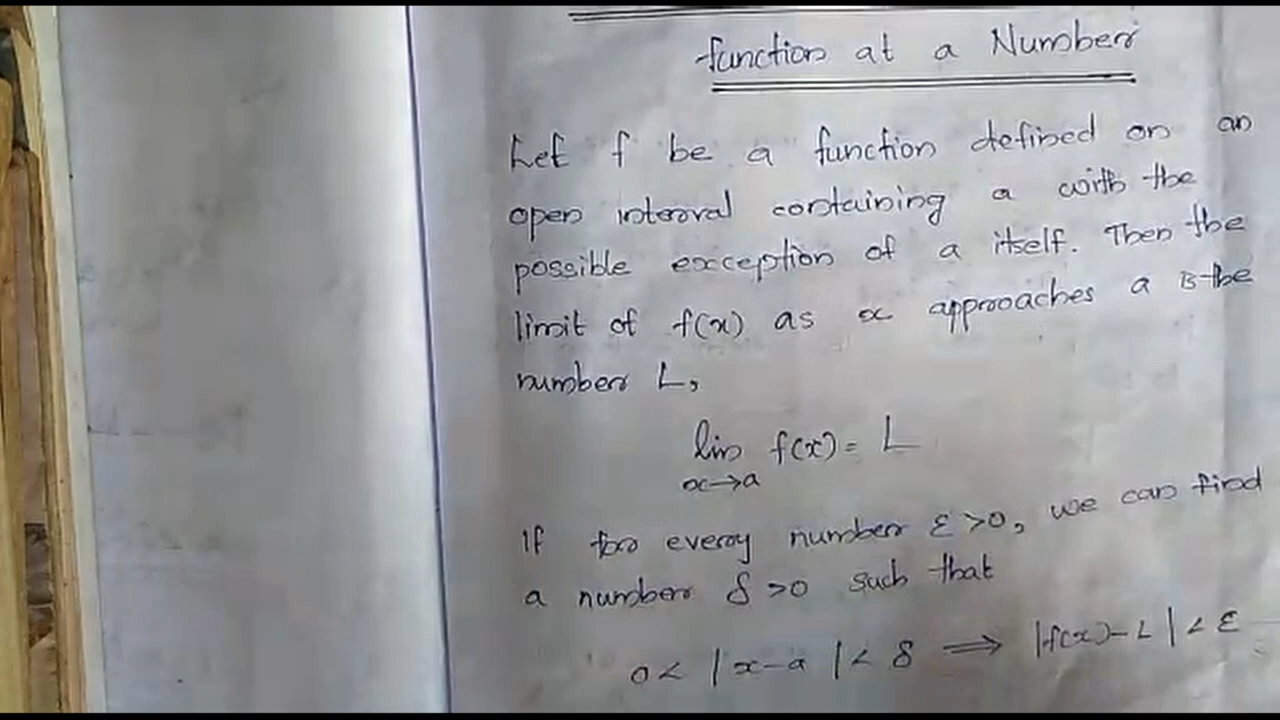 function at a Number
Let f be a function defined on an
open interval containing a with the
possible exception of a itself. Then the
limit of f(x) as x approaches a is the
number L,
lim f(x) = L
x→a
If for every number ε >0, we can find
a number δ >0 such that
0 < |x-a| < δ ⟹ |f(x)-L| < ε